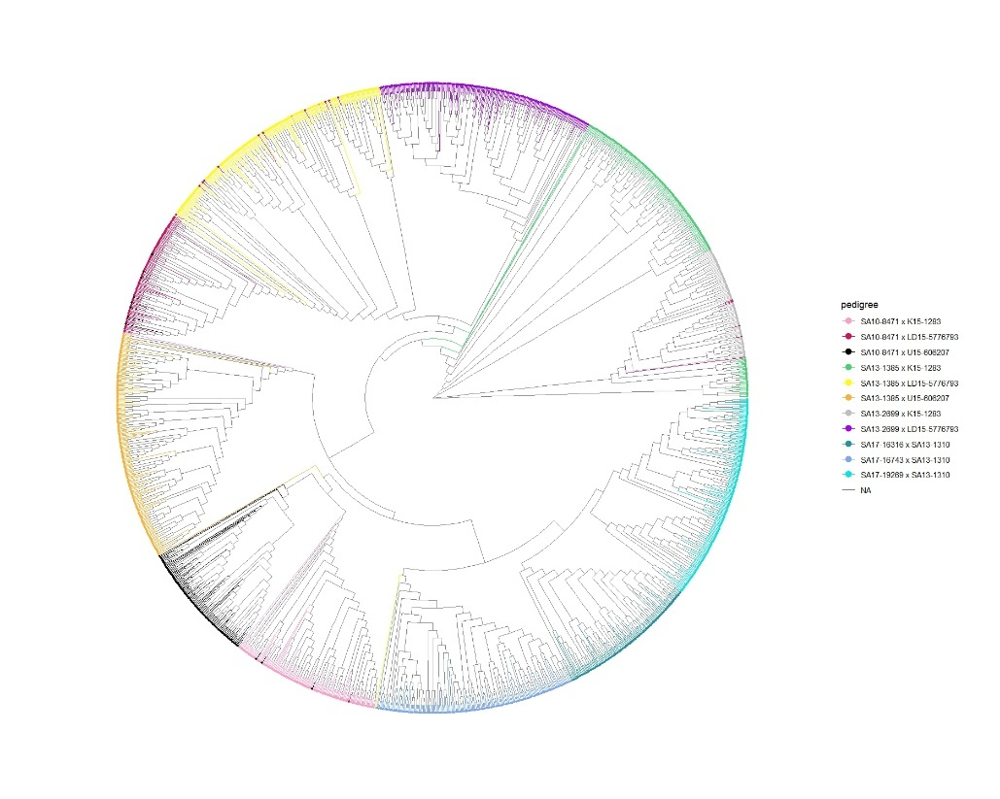 pedigree
SA10-8471 x K15-1283
SA10-8471 x LD15-5776793
SA10-8471 x U15-606207
SA13-1385 x K15-1283
SA13-1385 x LD15-5776793
SA13-1385 x U15-606207
SA13-2699 x K15-1283
SA13-2699 x LD15-5776793
SA17-16316 x SA13-1310
SA17-16743 x SA13-1310
SA17-19269 x SA13-1310
NA